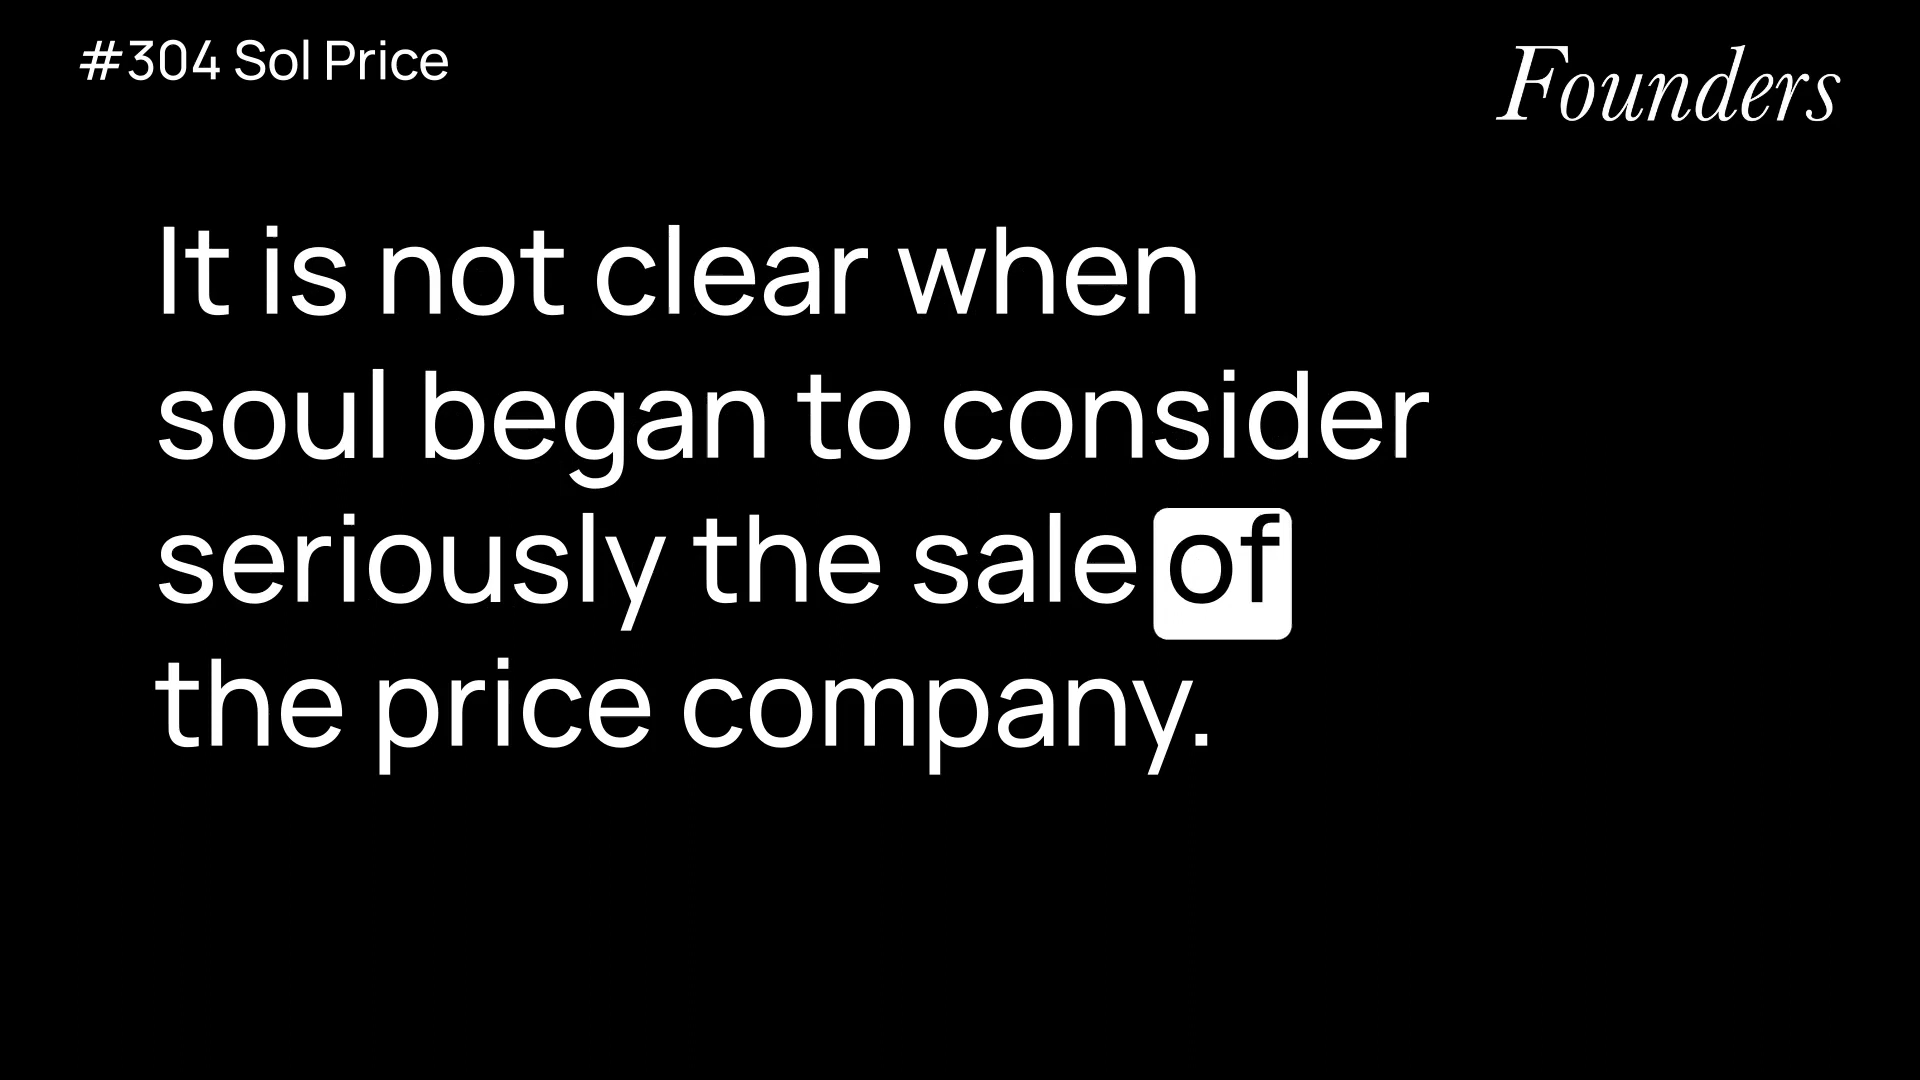 #304 Sol Price
Founders
It is not clear when
soul began to consider
seriously the sale of
the price company.